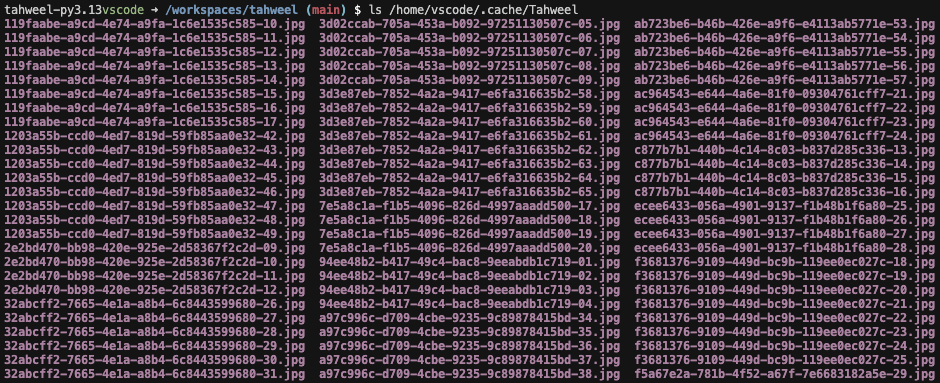 tahweel-py3.13vscode → /workspaces/tahweel (main) $ ls /home/vscode/.cache/Tahweel
119faabe-cd9d-4e74-a9fa-1c6e1535c585-10.jpg 3d02ccab-705a-453a-b092-97251130507c-05.jpg ab723be6-b46b-426e-a9f6-e4113ab5771e-53.jpg
119faabe-cd9d-4e74-a9fa-1c6e1535c585-11.jpg 3d02ccab-705a-453a-b092-97251130507c-06.jpg ab723be6-b46b-426e-a9f6-e4113ab5771e-54.jpg
119faabe-cd9d-4e74-a9fa-1c6e1535c585-12.jpg 3d02ccab-705a-453a-b092-97251130507c-07.jpg ab723be6-b46b-426e-a9f6-e4113ab5771e-55.jpg
119faabe-cd9d-4e74-a9fa-1c6e1535c585-13.jpg 3d02ccab-705a-453a-b092-97251130507c-08.jpg ab723be6-b46b-426e-a9f6-e4113ab5771e-56.jpg
119faabe-cd9d-4e74-a9fa-1c6e1535c585-14.jpg 3d02ccab-705a-453a-b092-97251130507c-09.jpg ab723be6-b46b-426e-a9f6-e4113ab5771e-57.jpg
119faabe-cd9d-4e74-a9fa-1c6e1535c585-15.jpg 3d3e87eb-7852-4a2a-9417-e6fa316635b2-58.jpg ac964543-e644-4a6e-81f0-09304761cff7-21.jpg
119faabe-cd9d-4e74-a9fa-1c6e1535c585-16.jpg 3d3e87eb-7852-4a2a-9417-e6fa316635b2-59.jpg ac964543-e644-4a6e-81f0-09304761cff7-22.jpg
119faabe-cd9d-4e74-a9fa-1c6e1535c585-17.jpg 3d3e87eb-7852-4a2a-9417-e6fa316635b2-60.jpg ac964543-e644-4a6e-81f0-09304761cff7-23.jpg
1203a55b-ccd0-4ed7-819d-59fb85aa0e32-42.jpg 3d3e87eb-7852-4a2a-9417-e6fa316635b2-61.jpg ac964543-e644-4a6e-81f0-09304761cff7-24.jpg
1203a55b-ccd0-4ed7-819d-59fb85aa0e32-43.jpg 3d3e87eb-7852-4a2a-9417-e6fa316635b2-62.jpg c877b7b1-440b-4c14-8c03-b837d285c336-13.jpg
1203a55b-ccd0-4ed7-819d-59fb85aa0e32-44.jpg 3d3e87eb-7852-4a2a-9417-e6fa316635b2-63.jpg c877b7b1-440b-4c14-8c03-b837d285c336-14.jpg
1203a55b-ccd0-4ed7-819d-59fb85aa0e32-45.jpg 3d3e87eb-7852-4a2a-9417-e6fa316635b2-64.jpg c877b7b1-440b-4c14-8c03-b837d285c336-15.jpg
1203a55b-ccd0-4ed7-819d-59fb85aa0e32-46.jpg 3d3e87eb-7852-4a2a-9417-e6fa316635b2-65.jpg c877b7b1-440b-4c14-8c03-b837d285c336-16.jpg
1203a55b-ccd0-4ed7-819d-59fb85aa0e32-47.jpg 7e5a8c1a-f1b5-4096-826d-4997aaadd500-17.jpg ecee6433-056a-4901-9137-f1b48b1f6a80-25.jpg
1203a55b-ccd0-4ed7-819d-59fb85aa0e32-48.jpg 7e5a8c1a-f1b5-4096-826d-4997aaadd500-18.jpg ecee6433-056a-4901-9137-f1b48b1f6a80-26.jpg
1203a55b-ccd0-4ed7-819d-59fb85aa0e32-49.jpg 7e5a8c1a-f1b5-4096-826d-4997aaadd500-19.jpg ecee6433-056a-4901-9137-f1b48b1f6a80-27.jpg
2e2bd470-bb98-420e-925e-2d58367f2c2d-09.jpg 7e5a8c1a-f1b5-4096-826d-4997aaadd500-20.jpg ecee6433-056a-4901-9137-f1b48b1f6a80-28.jpg
2e2bd470-bb98-420e-925e-2d58367f2c2d-10.jpg 94ee48b2-b417-49c4-bac8-9eeabdb1c719-01.jpg f3681376-9109-449d-bc9b-119ee0ec027c-18.jpg
2e2bd470-bb98-420e-925e-2d58367f2c2d-11.jpg 94ee48b2-b417-49c4-bac8-9eeabdb1c719-02.jpg f3681376-9109-449d-bc9b-119ee0ec027c-19.jpg
2e2bd470-bb98-420e-925e-2d58367f2c2d-12.jpg 94ee48b2-b417-49c4-bac8-9eeabdb1c719-03.jpg f3681376-9109-449d-bc9b-119ee0ec027c-20.jpg
32abcff2-7665-4e1a-a8b4-6c8443599680-26.jpg 94ee48b2-b417-49c4-bac8-9eeabdb1c719-04.jpg f3681376-9109-449d-bc9b-119ee0ec027c-21.jpg
32abcff2-7665-4e1a-a8b4-6c8443599680-27.jpg a97c996c-d709-4cbe-9235-9c89878415bd-34.jpg f3681376-9109-449d-bc9b-119ee0ec027c-22.jpg
32abcff2-7665-4e1a-a8b4-6c8443599680-28.jpg a97c996c-d709-4cbe-9235-9c89878415bd-35.jpg f3681376-9109-449d-bc9b-119ee0ec027c-23.jpg
32abcff2-7665-4e1a-a8b4-6c8443599680-29.jpg a97c996c-d709-4cbe-9235-9c89878415bd-36.jpg f3681376-9109-449d-bc9b-119ee0ec027c-24.jpg
32abcff2-7665-4e1a-a8b4-6c8443599680-30.jpg a97c996c-d709-4cbe-9235-9c89878415bd-37.jpg f3681376-9109-449d-bc9b-119ee0ec027c-25.jpg
32abcff2-7665-4e1a-a8b4-6c8443599680-31.jpg a97c996c-d709-4cbe-9235-9c89878415bd-38.jpg f5a67e2a-781b-4f52-a67f-7e6683182a5e-29.jpg